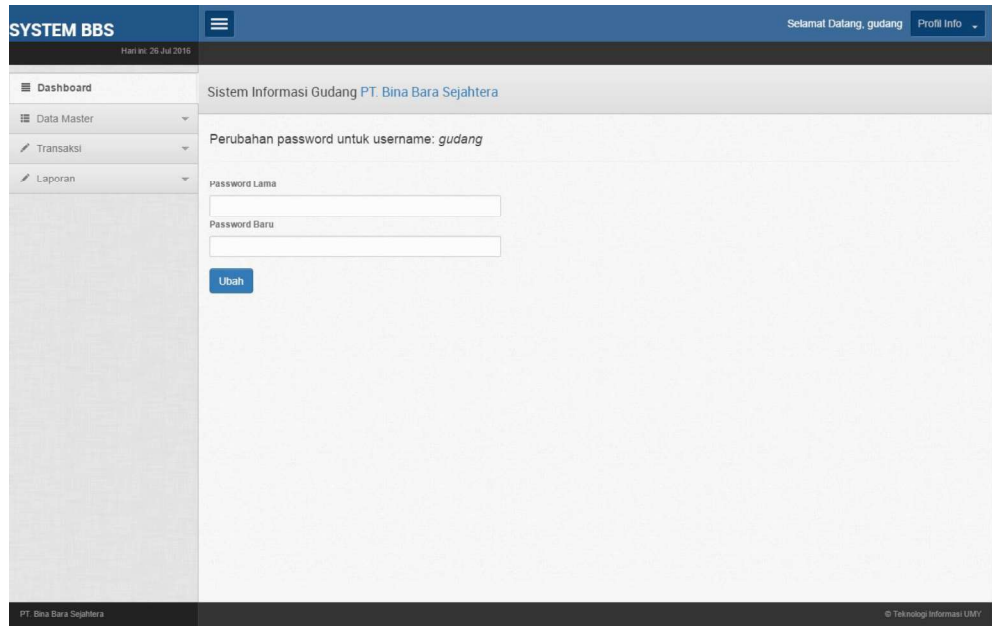 SYSTEM BBS
Selamat Datang, gudang
Profil Info
Hari ini: 26 Jul 2016
Dashboard
Data Master
Transaksi
Laporan
Sistem Informasi Gudang PT. Bina Bara Sejahtera
Perubahan password untuk username: gudang
Password Lama
Password Baru
Ubah
PT. Bina Bara Sejahtera
© Teknologi Informasi UMY